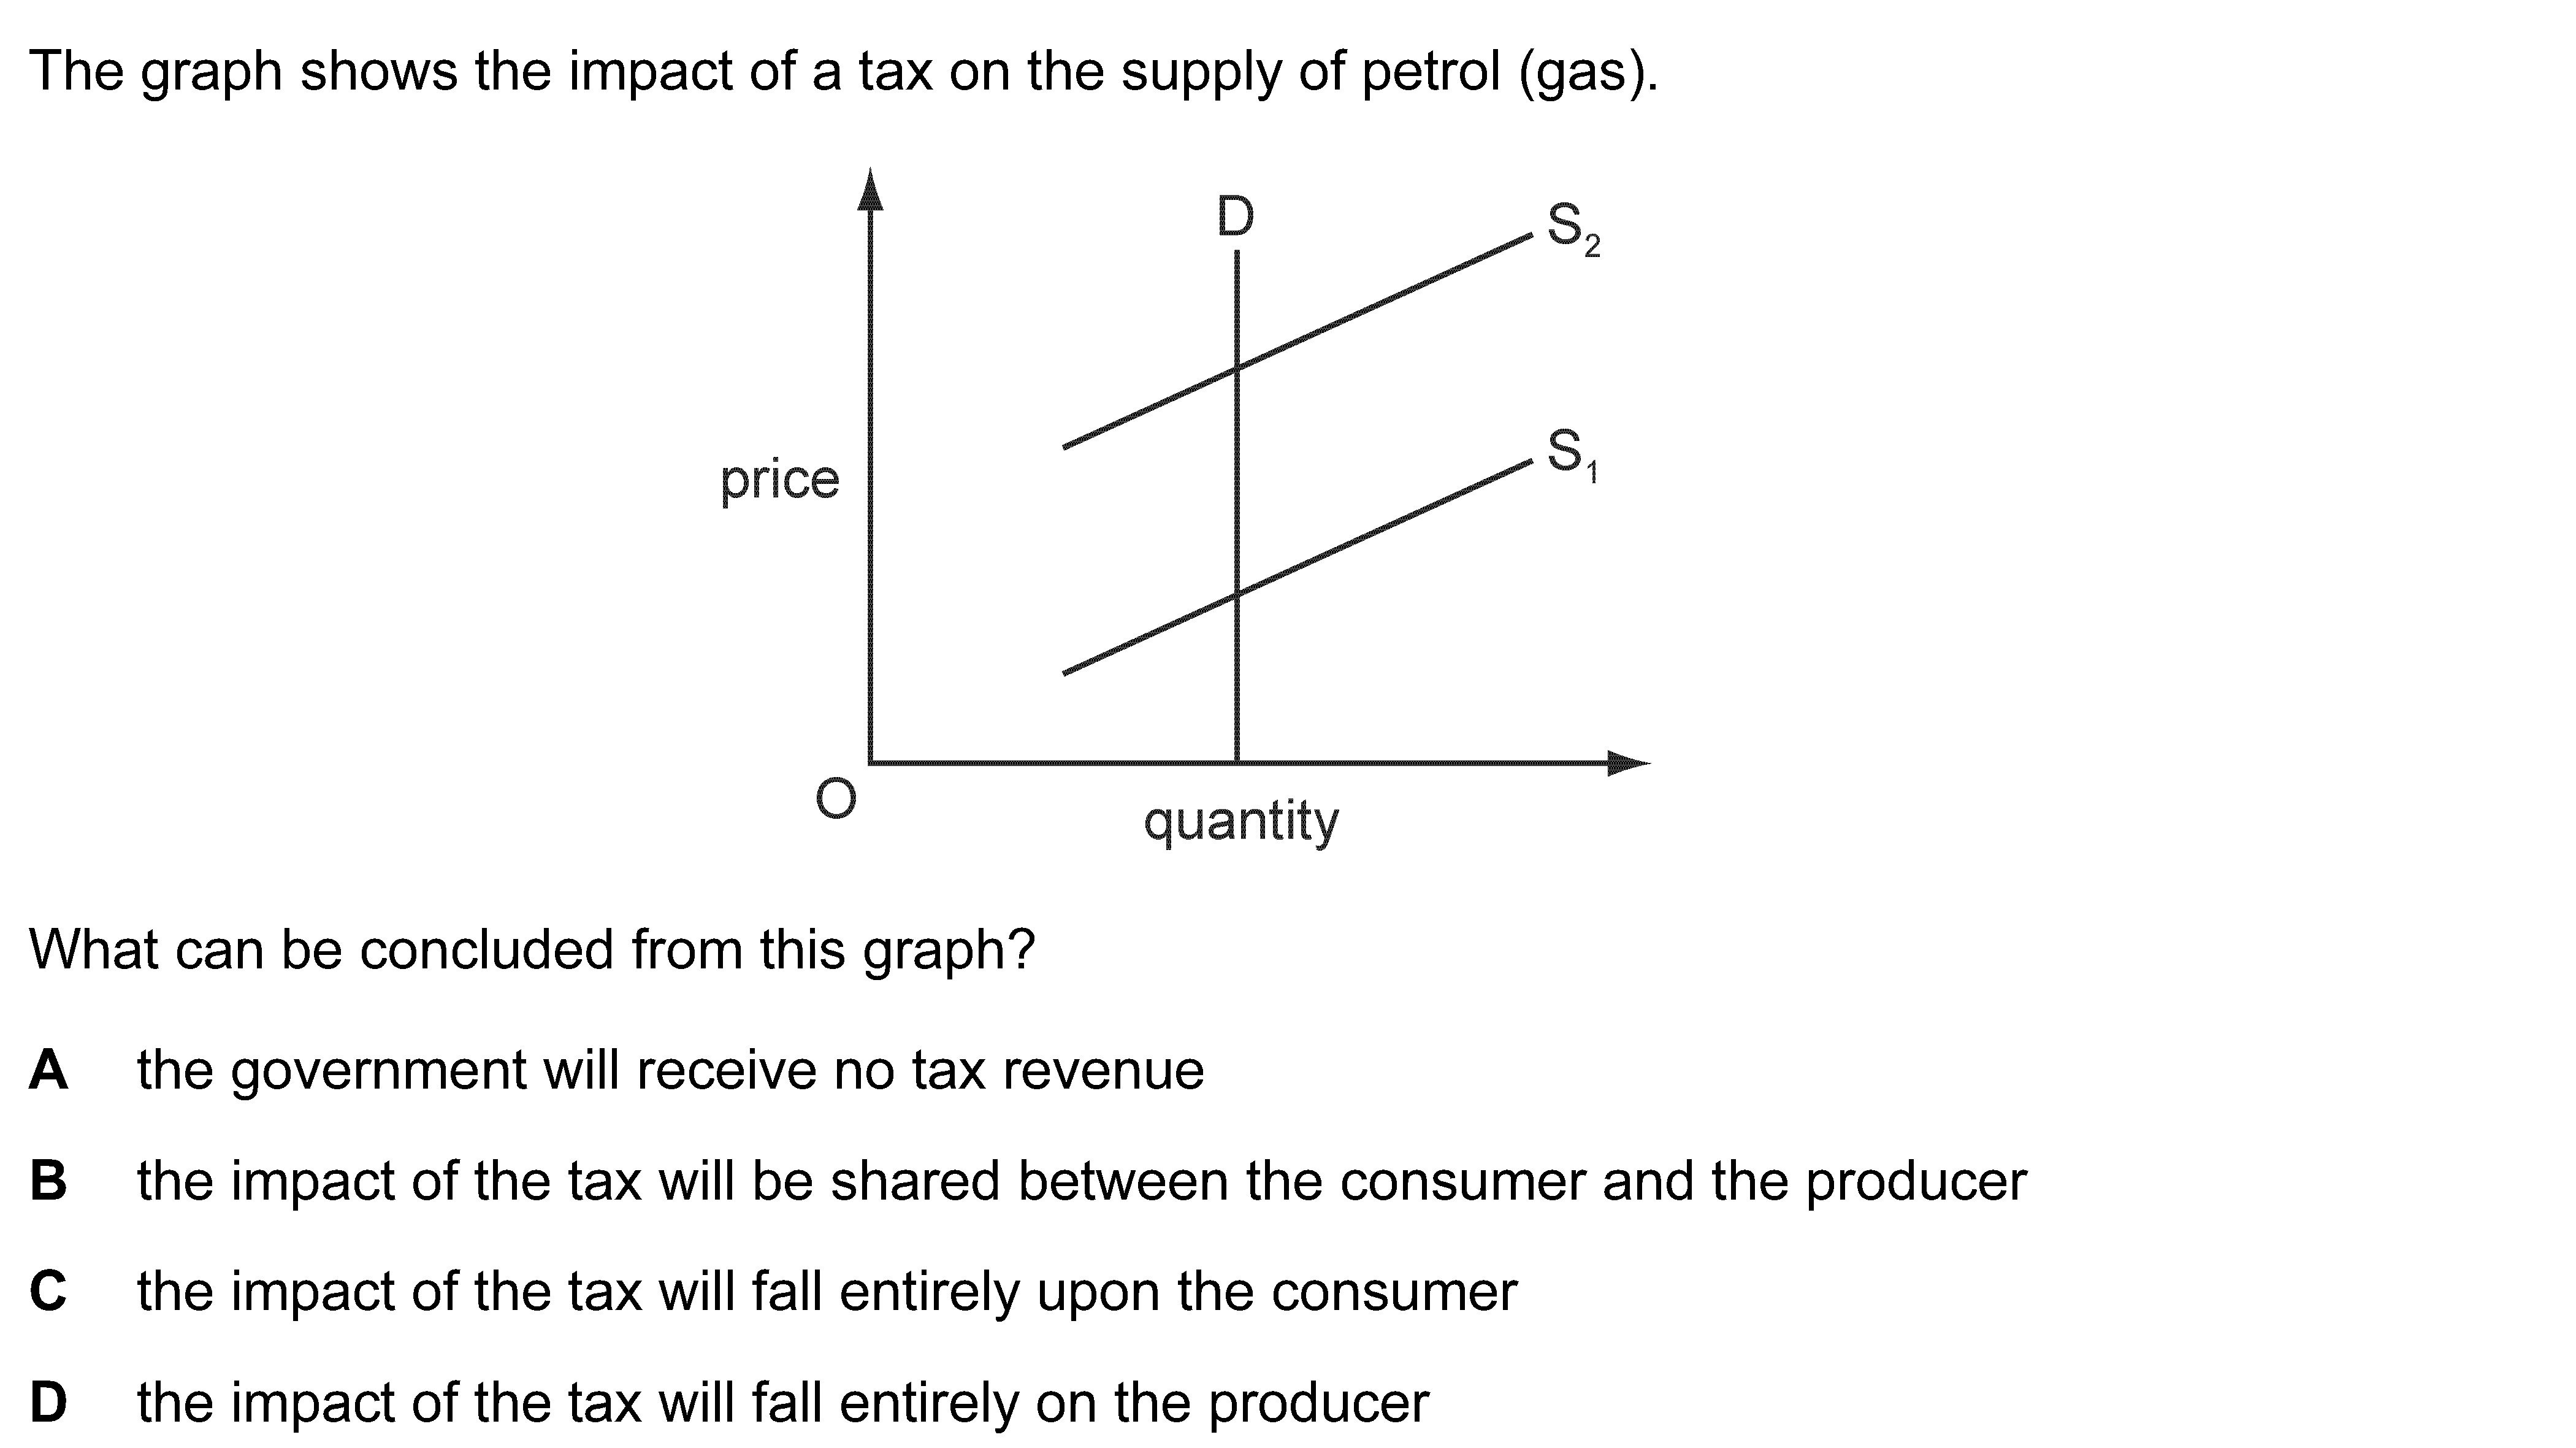 The graph shows the impact of a tax on the supply of petrol (gas).
D
S2
S1
price
O
quantity
What can be concluded from this graph?
A the government will receive no tax revenue
B the impact of the tax will be shared between the consumer and the producer
C the impact of the tax will fall entirely upon the consumer
D the impact of the tax will fall entirely on the producer